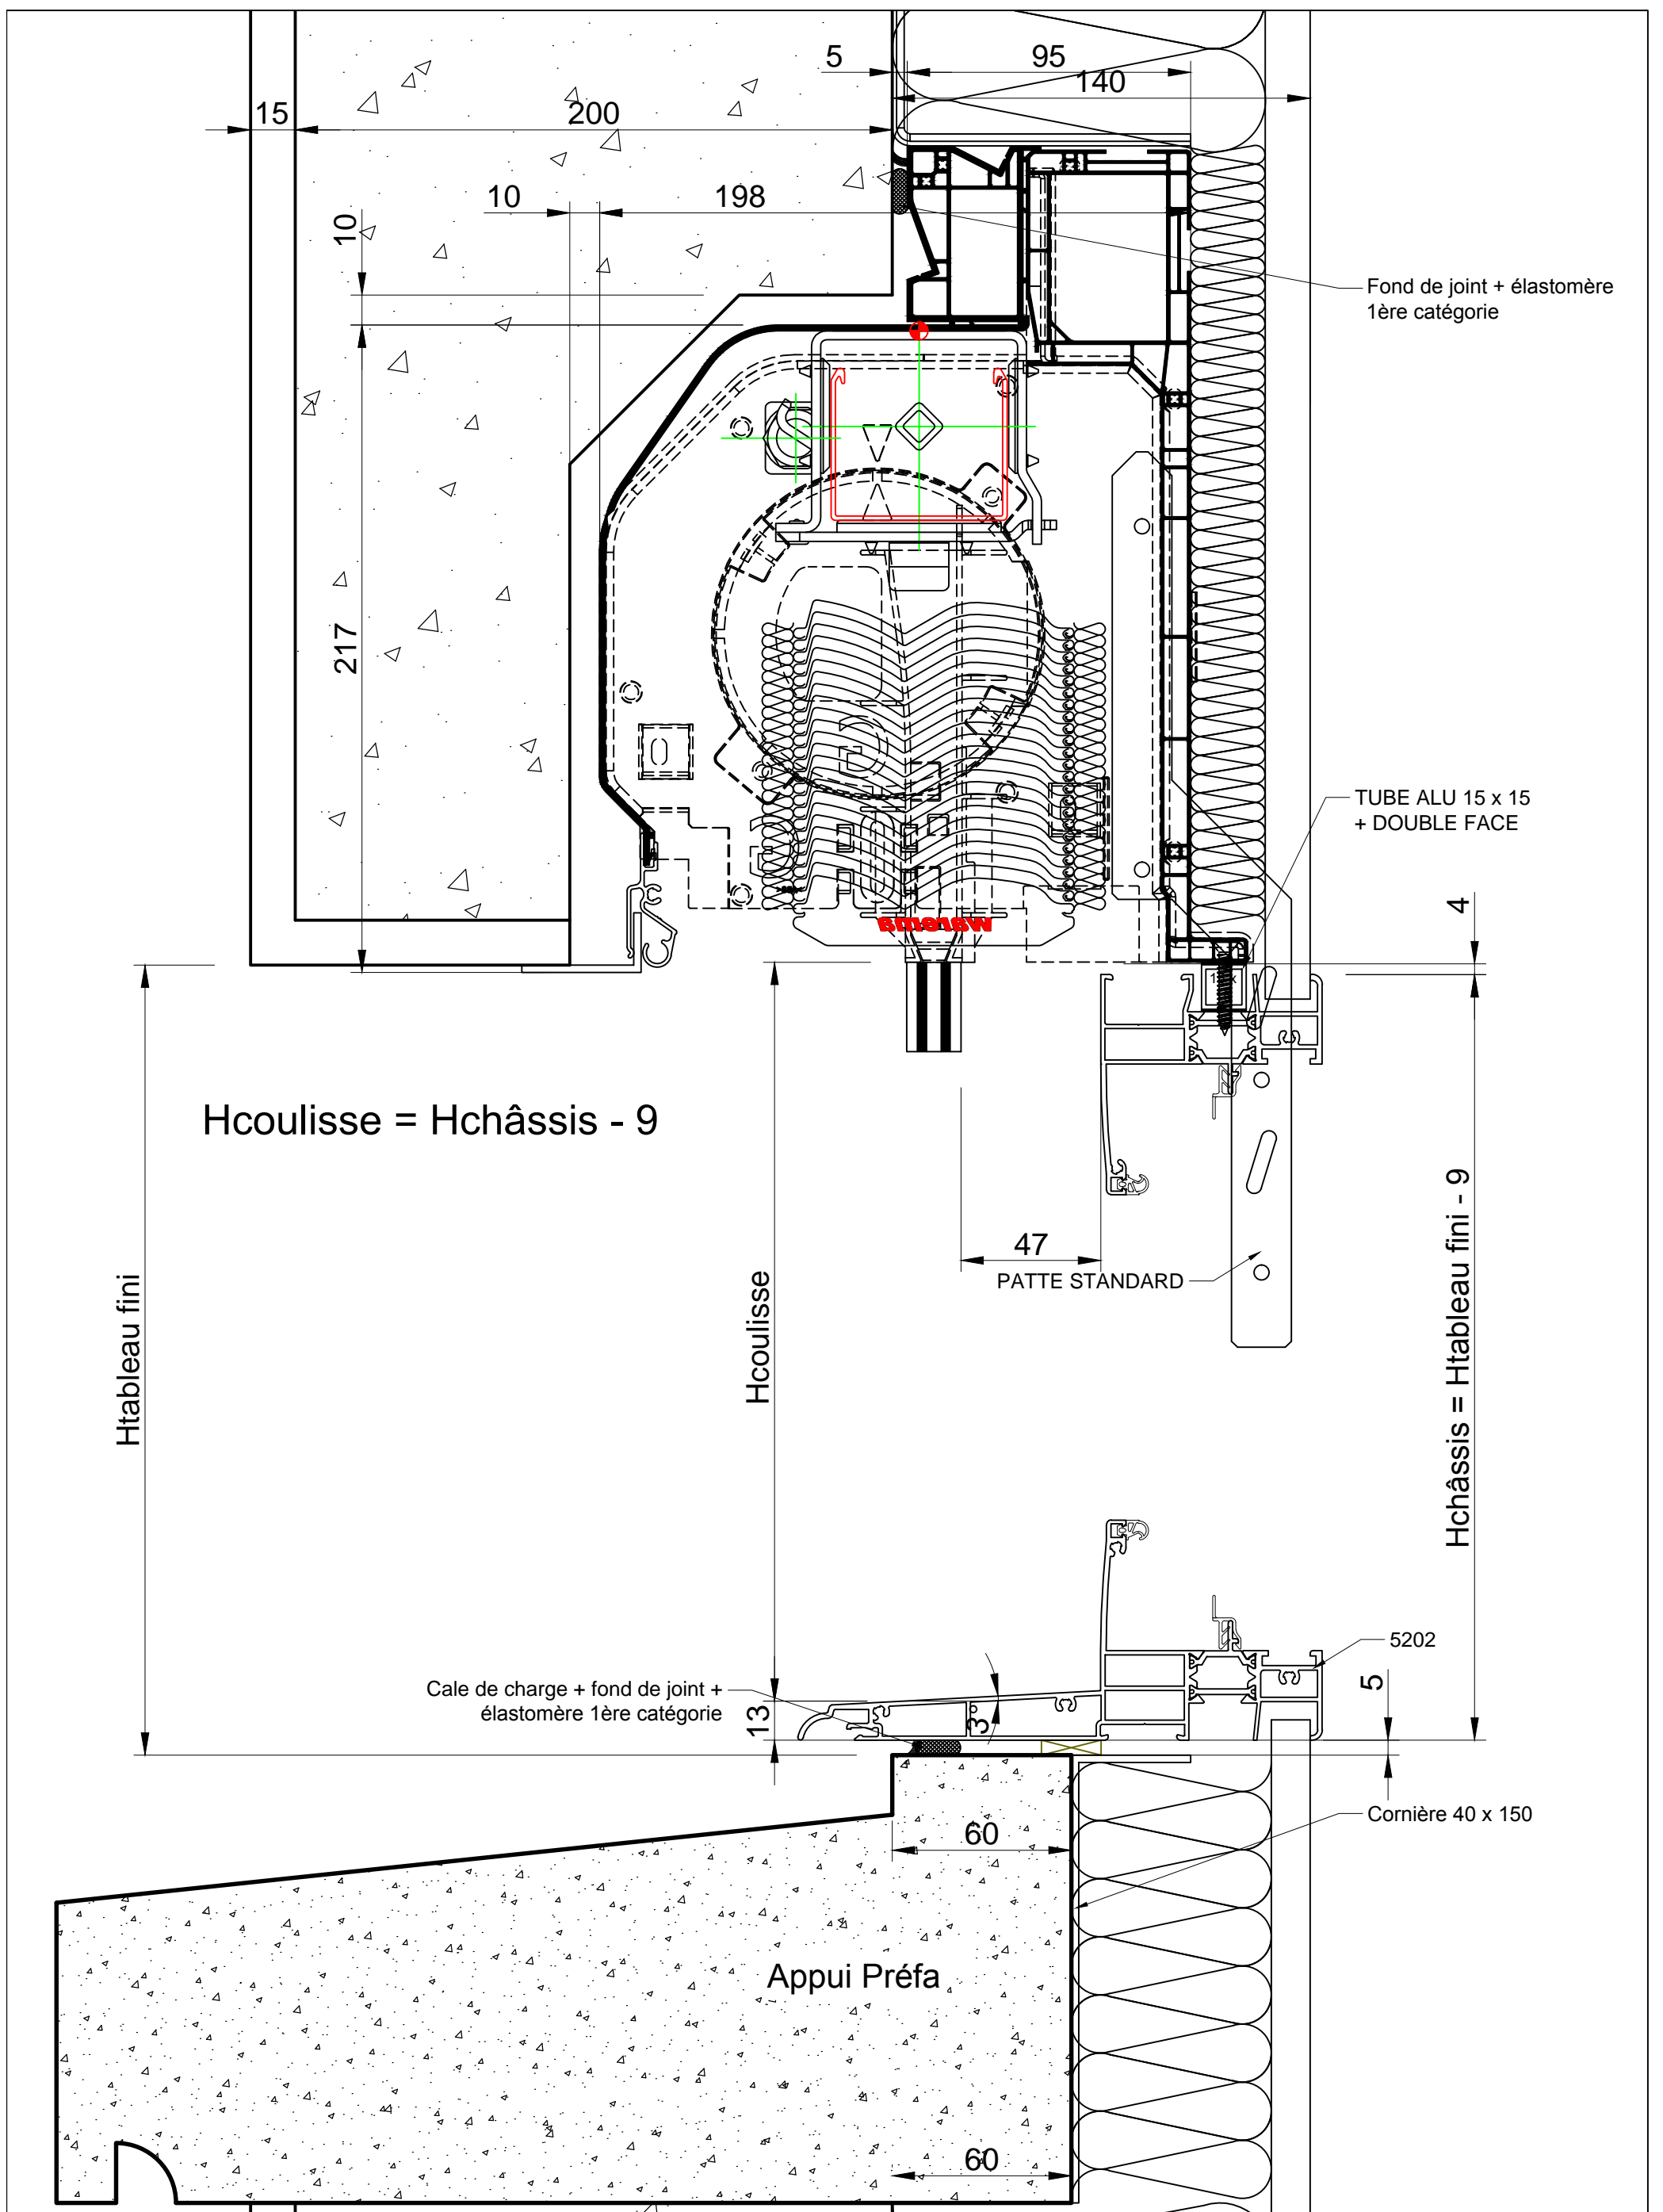 5
95
140
15
200
10
198
10
Fond de joint + élastomère
1ère catégorie
217
TUBE ALU 15 x 15
+ DOUBLE FACE
4
warema
Hcoulisse = Hchâssis - 9
47
PATTE STANDARD
Htableau fini
Hcoulisse
Hchâssis = Htableau fini - 9
5202
Cale de charge + fond de joint +
élastomère 1ère catégorie
13
3°
5
60
Cornière 40 x 150
Appui Préfa
60